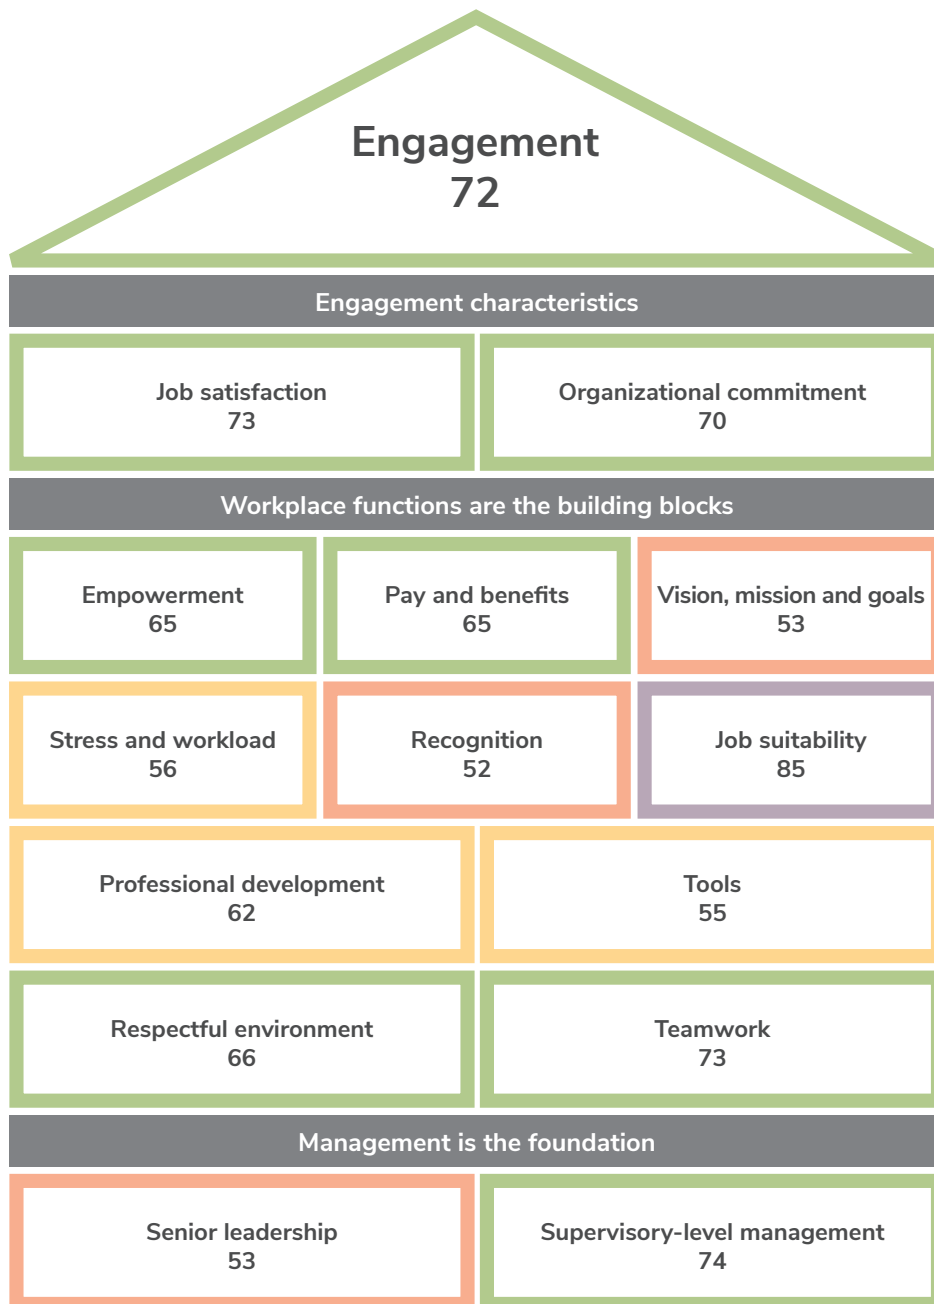 Engagement
72
Engagement characteristics
Job satisfaction
73
Organizational commitment
70
Workplace functions are the building blocks
Empowerment
65
Pay and benefits
65
Vision, mission and goals
53
Stress and workload
56
Recognition
52
Job suitability
85
Professional development
62
Tools
55
Respectful environment
66
Teamwork
73
Management is the foundation
Senior leadership
53
Supervisory-level management
74